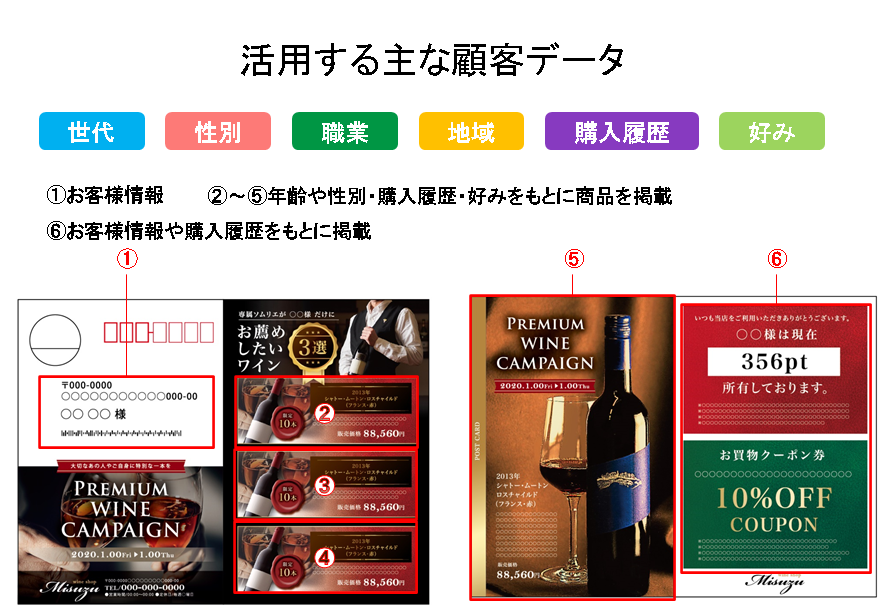 活用する主な顧客データ
世代
性別
職業
地域
購入履歴
好み
①お客様情報
②～⑤年齢や性別・購入履歴・好みをもとに商品を掲載
⑥お客様情報や購入履歴をもとに掲載
①
〒000-0000
〇〇〇〇〇〇〇〇〇〇〇000-00
〇〇 〇〇 様
大切なあの人やご自身に特別な一本を
PREMIUM
WINE
CAMPAIGN
2020.1.00Fri▶1.00Thu
wine shop
Misuzu
〒000-0000〇〇〇〇〇〇〇〇〇-00
TEL/000-000-0000
専属ソムリエが 〇〇様 だけに
お薦め
したい
ワイン
3選
②
限定
10本
2013年
シャトー・ムートン・ロスチャイルド
(フランス・赤)
販売価格 88,560円
③
限定
10本
2013年
シャトー・ムートン・ロスチャイルド
(フランス・赤)
販売価格 88,560円
④
限定
10本
2013年
シャトー・ムートン・ロスチャイルド
(フランス・赤)
販売価格 88,560円
⑤
POST CARD
PREMIUM
WINE
CAMPAIGN
2020.1.00Fri▶1.00Thu
2013年
シャトー・ムートン
ロスチャイルド
(フランス・赤)
販売価格
88,560円
⑥
いつも当店をご利用いただきありがとうございます。
〇〇様は現在
356pt
所有しております。
お買物クーポン券
〇〇〇〇〇〇〇〇〇〇〇〇〇〇〇〇〇〇〇〇
10%OFF
COUPON
wine shop
Misuzu